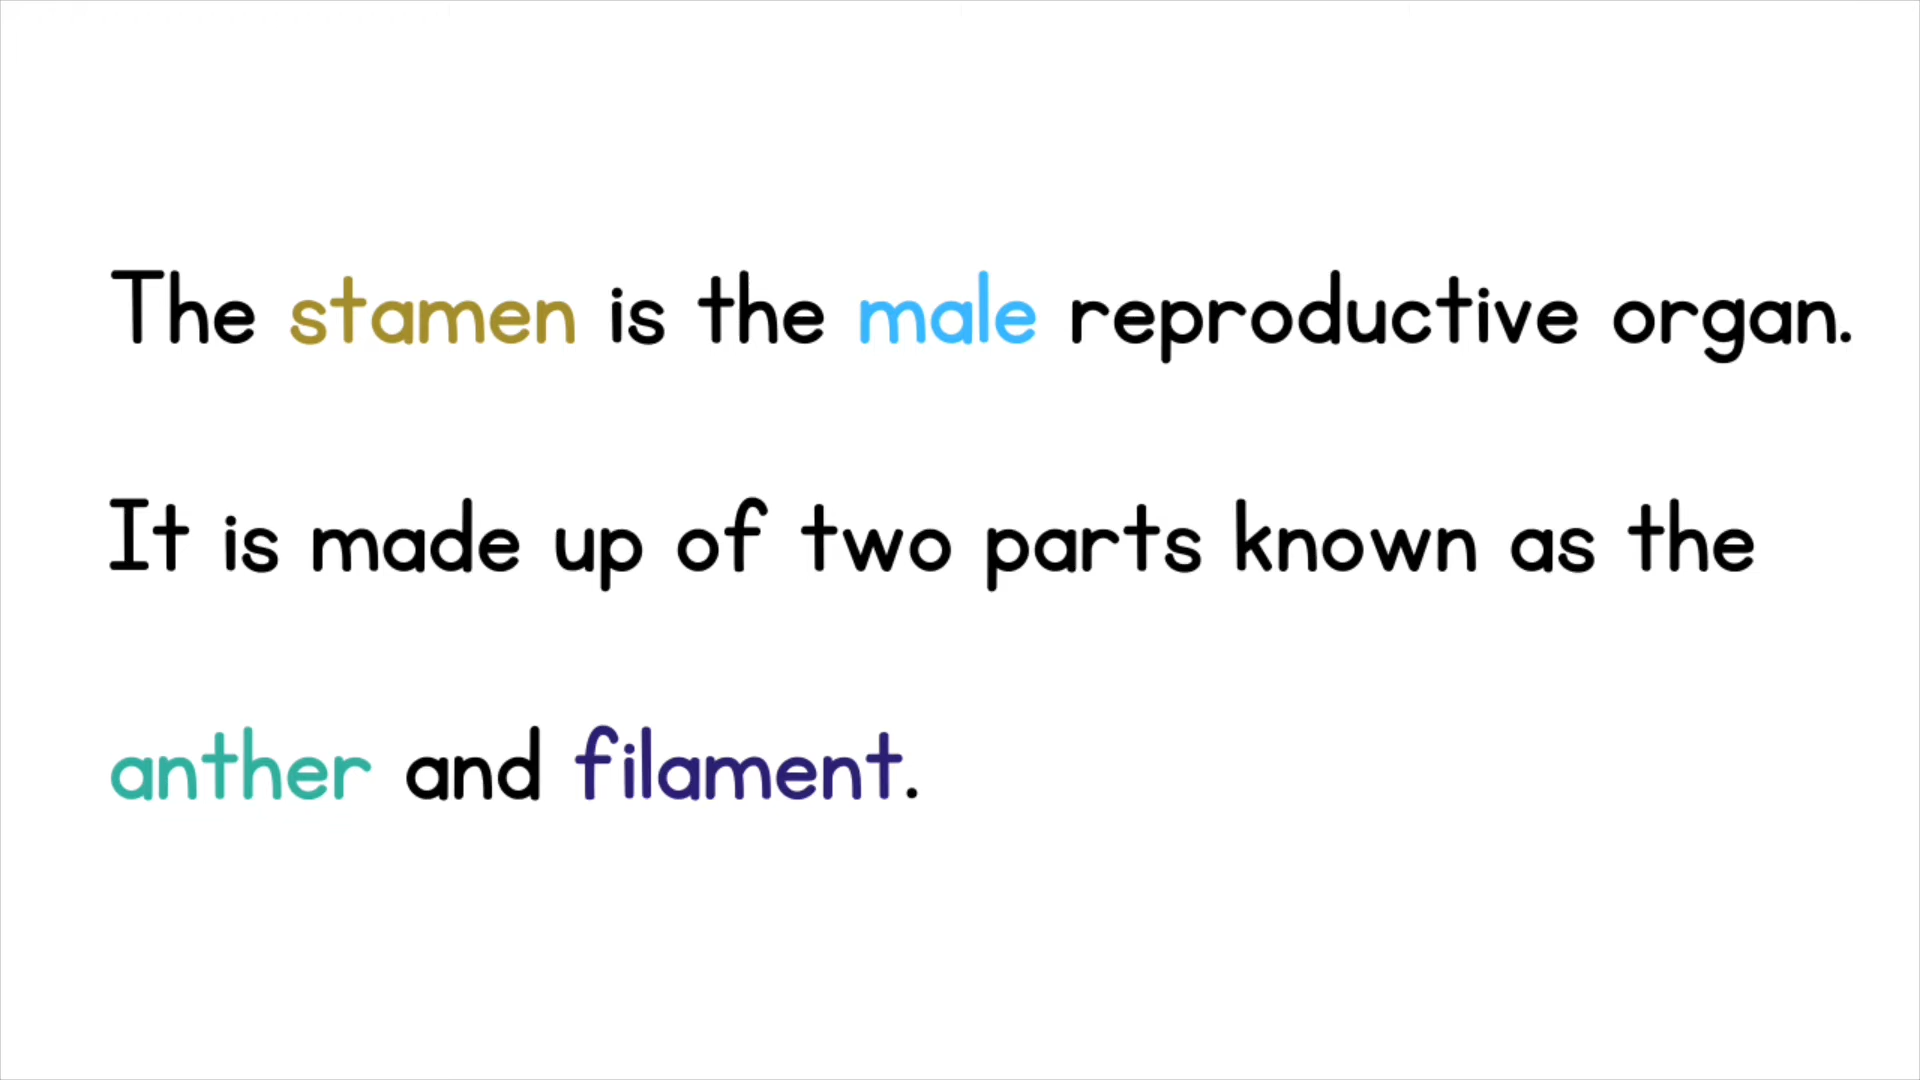 The stamen is the male reproductive organ.
It is made up of two parts known as the
anther and filament.